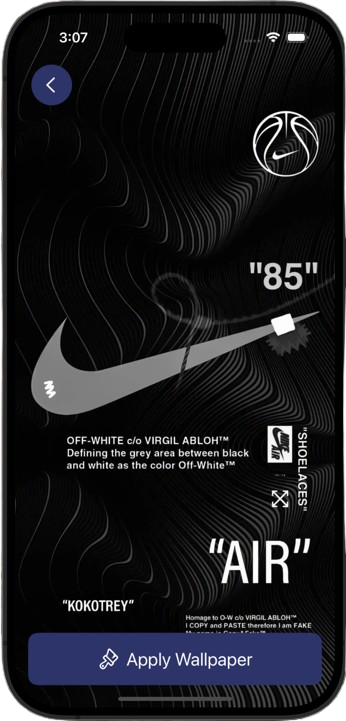 3:07
"85"
OFF-WHITE c/o VIRGIL ABLOH™
Defining the grey area between black
and white as the color Off-White™
"SHOELACES"
"AIR"
"KOKOTREY"
Homage to O-W c/o VIRGIL ABLOH™
I COPY and PASTE therefore I am FAKE
Apply Wallpaper